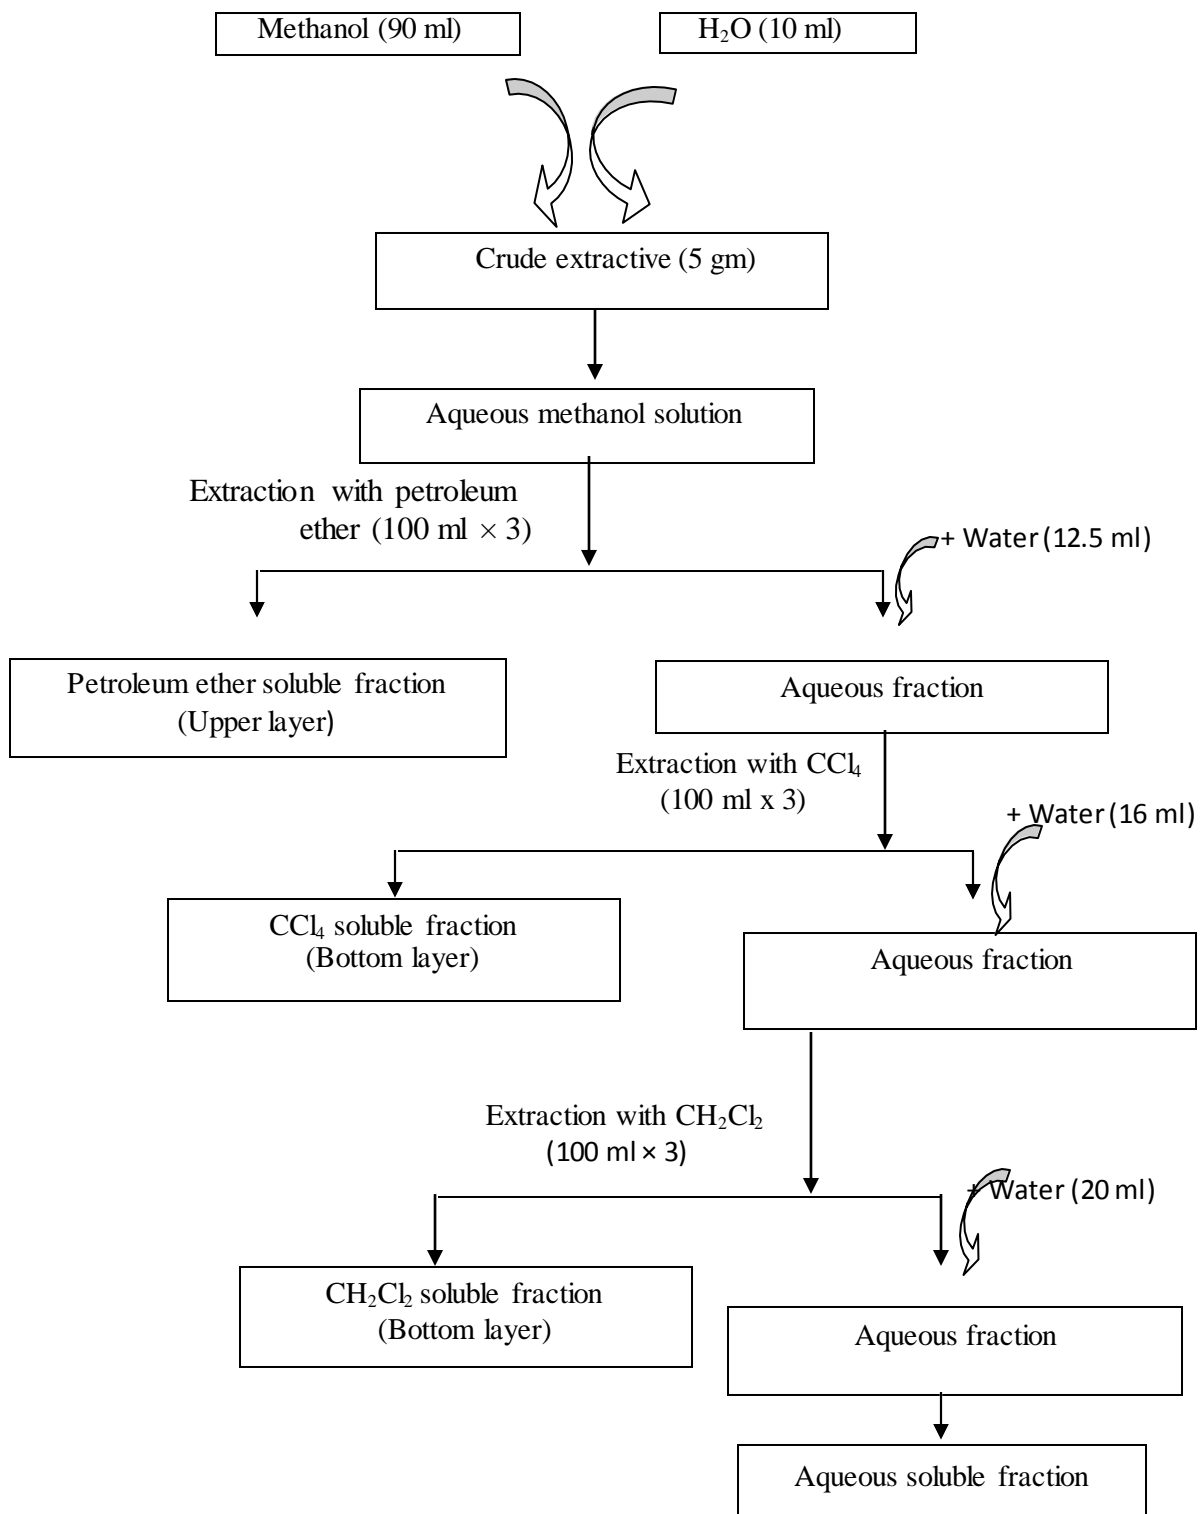 Methanol (90 ml)
H₂O (10 ml)
Crude extractive (5 gm)
Aqueous methanol solution
Extraction with petroleum
ether (100 ml × 3)
+ Water (12.5 ml)
Petroleum ether soluble fraction
(Upper layer)
Aqueous fraction
Extraction with CCl₄
(100 ml x 3)
+ Water (16 ml)
CCl₄ soluble fraction
(Bottom layer)
Aqueous fraction
Extraction with CH₂Cl₂
(100 ml × 3)
+ Water (20 ml)
CH₂Cl₂ soluble fraction
(Bottom layer)
Aqueous fraction
Aqueous soluble fraction